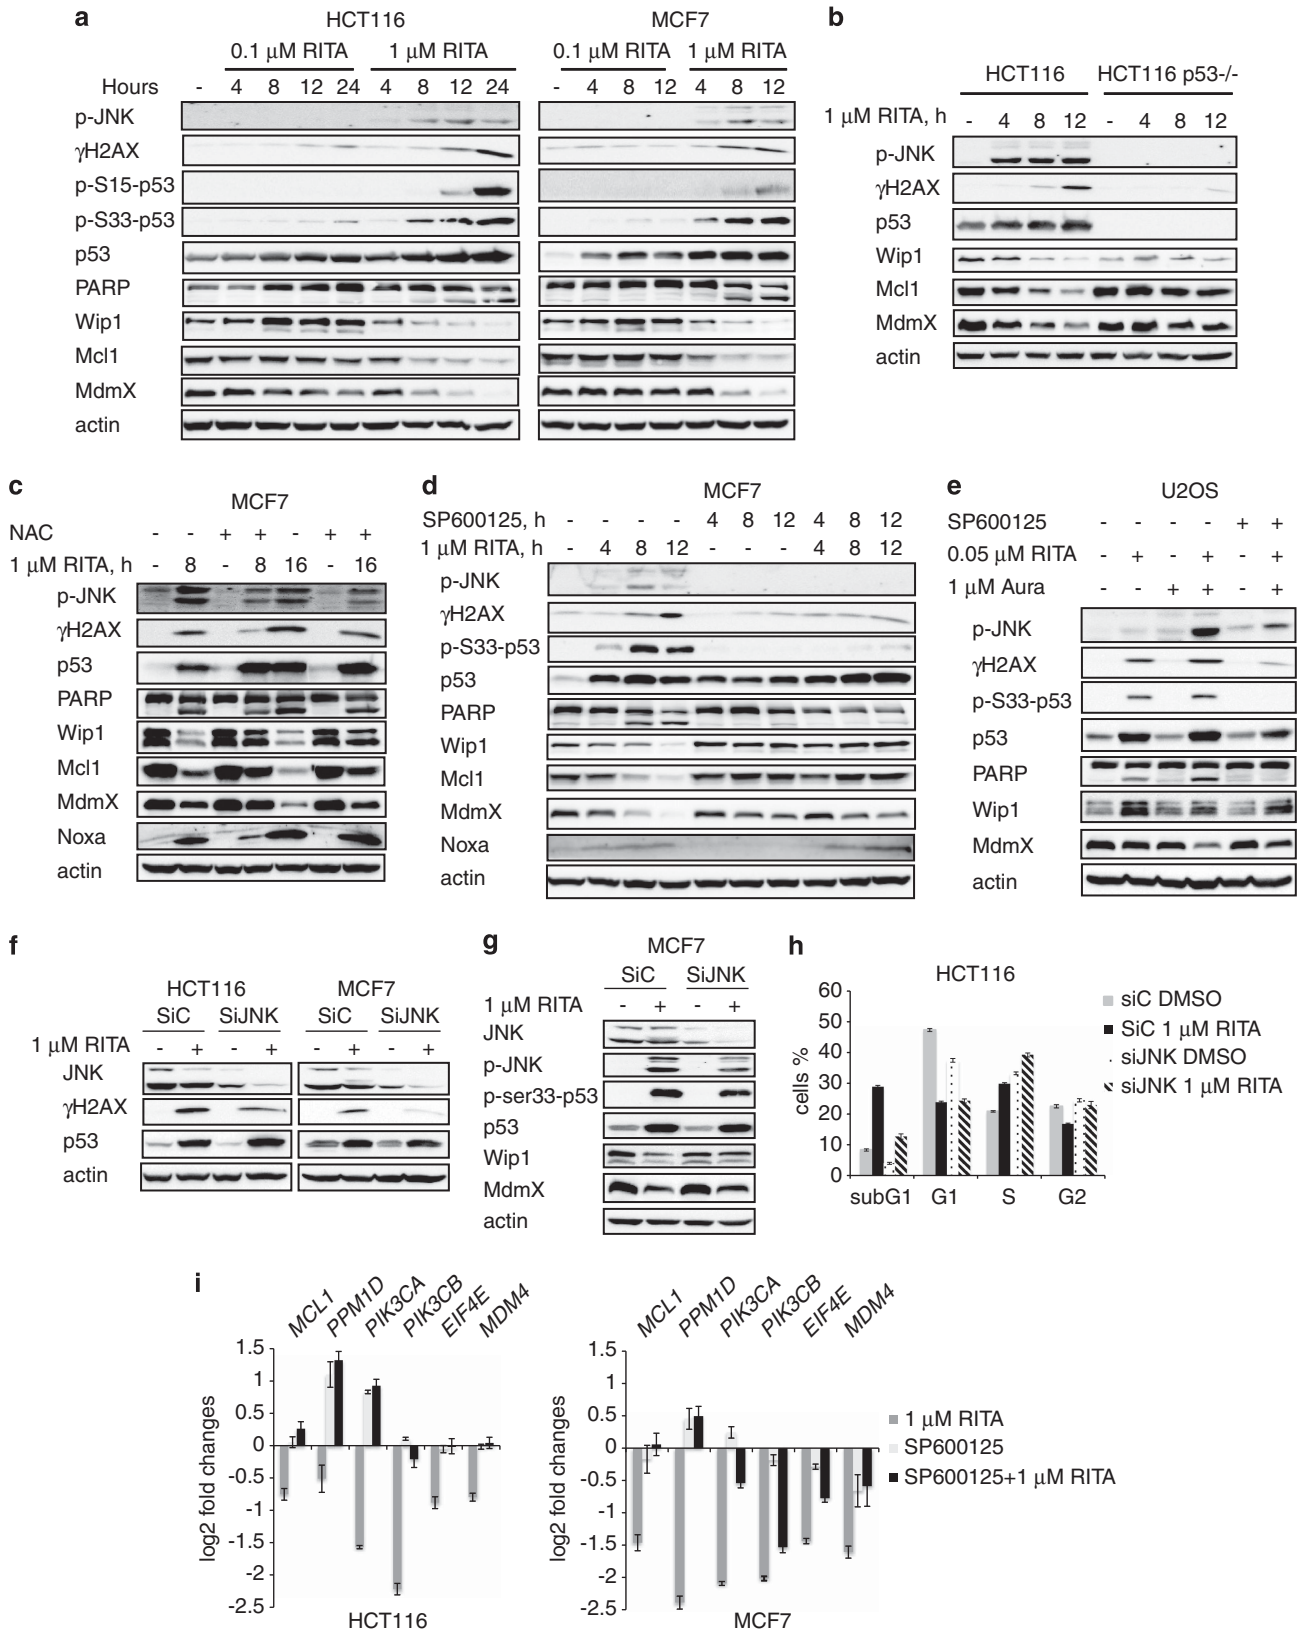 a
HCT116
MCF7
0.1 μM RITA 1 μM RITA
0.1 μM RITA 1 μM RITA
Hours - 4 8 12 24 4 8 12 24
- 4 8 12 4 8 12
p-JNK
γH2AX
p-S15-p53
p-S33-p53
p53
PARP
Wip1
Mcl1
MdmX
actin
b
HCT116 HCT116 p53-/-
1 μM RITA, h - 4 8 12 - 4 8 12
p-JNK
γH2AX
p53
Wip1
Mcl1
MdmX
actin
c
MCF7
NAC - - + + - + +
1 μM RITA, h - 8 - 8 16 - 16
p-JNK
γH2AX
p53
PARP
Wip1
Mcl1
MdmX
Noxa
actin
d
MCF7
SP600125, h - - - - 4 8 12 4 8 12
1 μM RITA, h - 4 8 12 - - - 4 8 12
p-JNK
γH2AX
p-S33-p53
p53
PARP
Wip1
Mcl1
MdmX
Noxa
actin
e
U2OS
SP600125 - - - - + +
0.05 μM RITA - + - + - +
1 μM Aura - - + + - +
p-JNK
γH2AX
p-S33-p53
p53
PARP
Wip1
MdmX
actin
f
HCT116 MCF7
SiC SiJNK SiC SiJNK
1 μM RITA - + - + - + - +
JNK
γH2AX
p53
actin
g
MCF7
SiC SiJNK
1 μM RITA - + - +
JNK
p-JNK
p-ser33-p53
p53
Wip1
MdmX
actin
h
HCT116
cells %
60
50
40
30
20
10
0
subG1 G1 S G2
siC DMSO
SiC 1 μM RITA
siJNK DMSO
siJNK 1 μM RITA
i
MCL1 PPM1D PIK3CA PIK3CB EIF4E MDM4
log2 fold changes
1.5
1
0.5
0
-0.5
-1
-1.5
-2
-2.5
HCT116
MCL1 PPM1D PIK3CA PIK3CB EIF4E MDM4
log2 fold changes
1.5
1
0.5
0
-0.5
-1
-1.5
-2
-2.5
MCF7
1 μM RITA
SP600125
SP600125+1 μM RITA